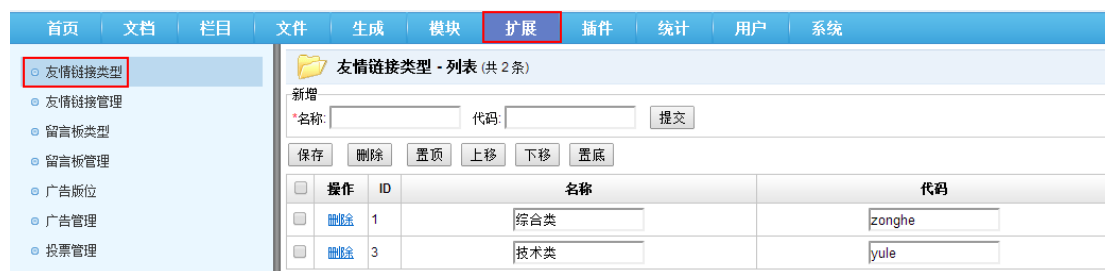 首页 文档 栏目 文件 生成 模块 扩展 插件 统计 用户 系统
友情链接类型
友情链接管理
留言板类型
留言板管理
广告版位
广告管理
投票管理
友情链接类型 - 列表 (共 2 条)
新增
*名称: 代码: 提交
保存 删除 置顶 上移 下移 置底
操作 ID 名称 代码
删除 1 综合类 zonghe
删除 3 技术类 yule